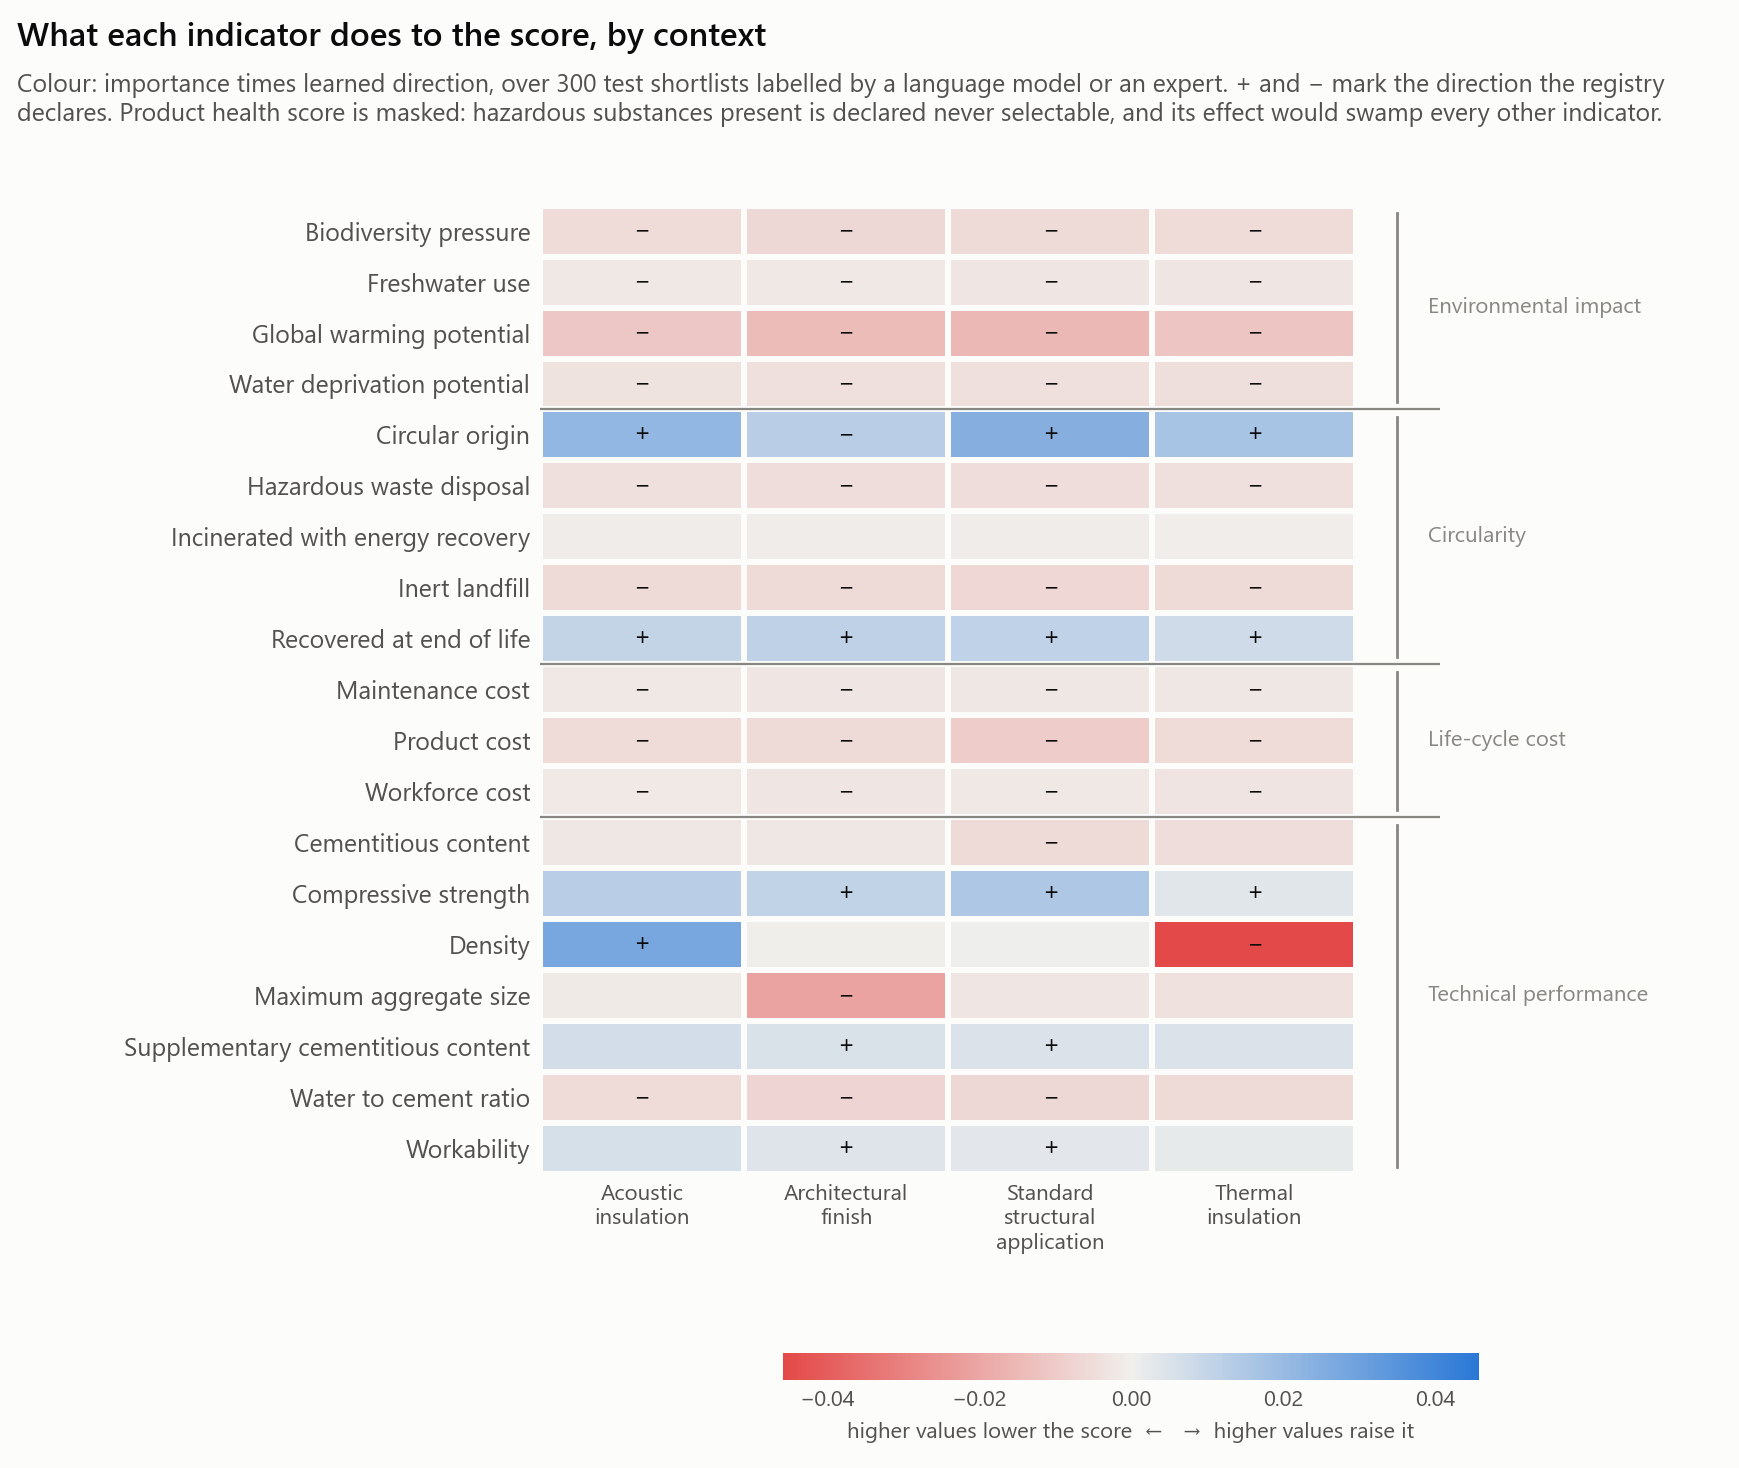 What each indicator does to the score, by context
Colour: importance times learned direction, over 300 test shortlists labelled by a language model or an expert. + and − mark the direction the registry
declares. Product health score is masked: hazardous substances present is declared never selectable, and its effect would swamp every other indicator.
Biodiversity pressure − − − −
Freshwater use − − − −
Environmental impact
Global warming potential − − − −
Water deprivation potential − − − −
Circular origin + − + +
Hazardous waste disposal − − − −
Incinerated with energy recovery
Circularity
Inert landfill − − − −
Recovered at end of life + + + +
Maintenance cost − − − −
Product cost − − − −
Life-cycle cost
Workforce cost − − − −
Cementitious content −
Compressive strength + + +
Density + −
Maximum aggregate size −
Technical performance
Supplementary cementitious content + +
Water to cement ratio − − −
Workability + +
Acoustic
insulation
Architectural
finish
Standard
structural
application
Thermal
insulation
−0.04 −0.02 0.00 0.02 0.04
higher values lower the score ← → higher values raise it